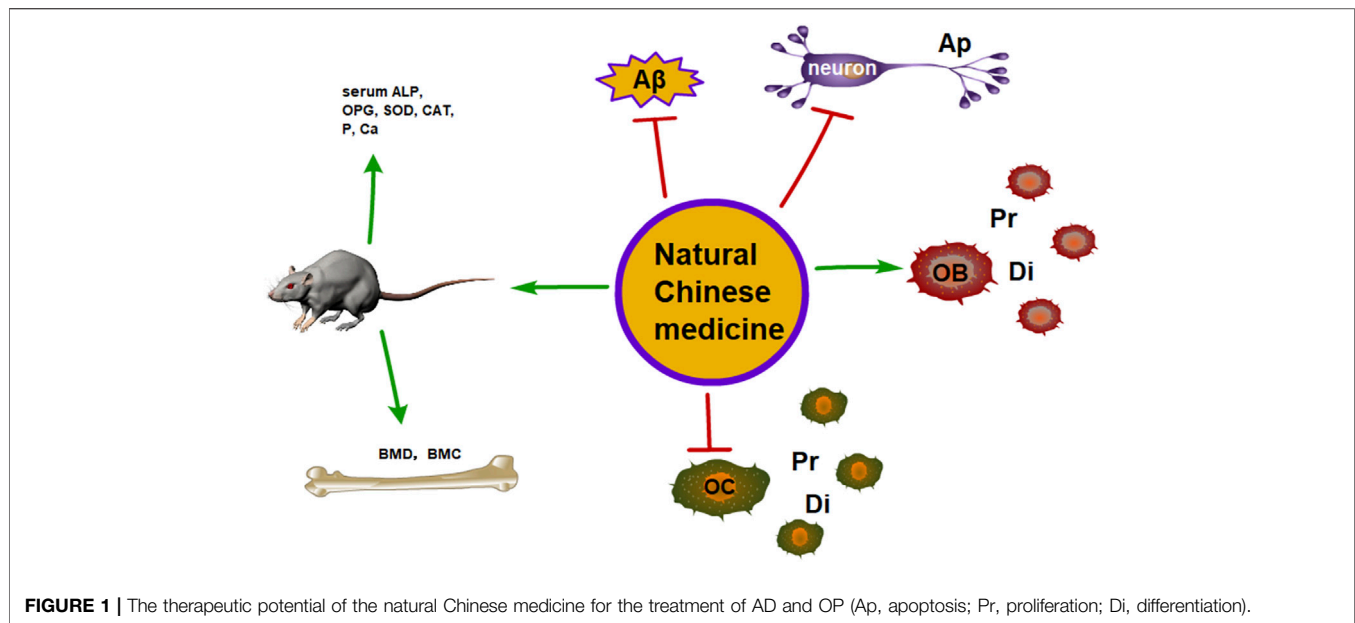 Ap
neuron
Aβ
serum ALP,
OPG, SOD, CAT,
P, Ca
Pr
OB
Di
Natural
Chinese
medicine
BMD, BMC
Pr
OC
Di
FIGURE 1 | The therapeutic potential of the natural Chinese medicine for the treatment of AD and OP (Ap, apoptosis; Pr, proliferation; Di, differentiation).